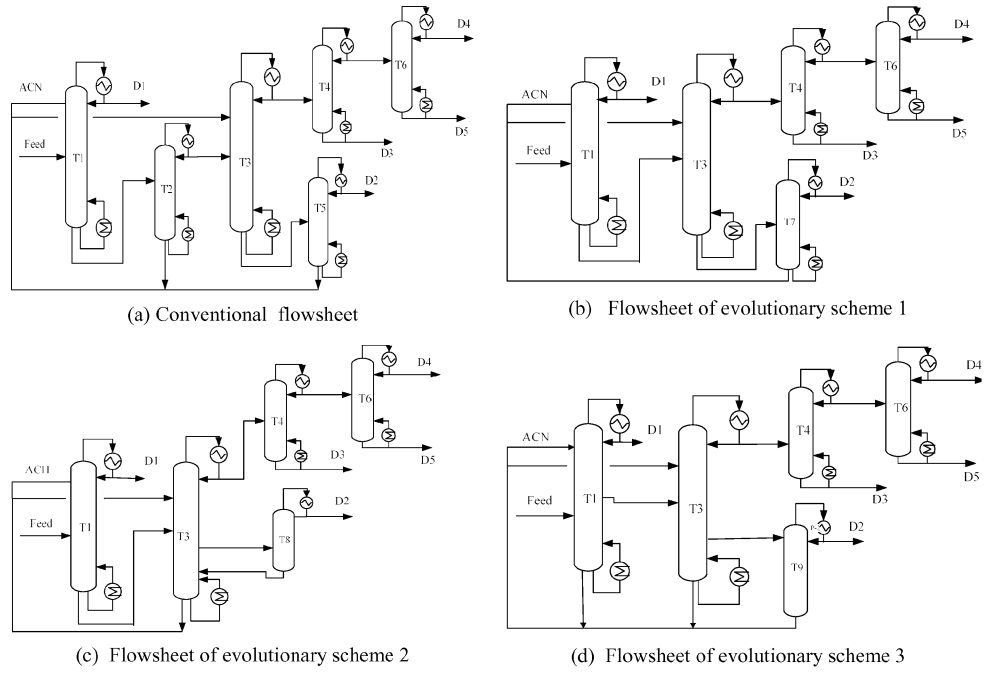 D4
D4
T6
T6
T4
T4
ACN
D1
ACN
D1
D5
D5
Feed
T1
T2
T3
D3
Feed
T1
T3
D3
D2
D2
T5
T7
(a) Conventional flowsheet
(b) Flowsheet of evolutionary scheme 1
D4
D4
T6
T6
T4
T4
D1
D5
ACN
D1
D5
D3
D3
D2
Feed
T1
T3
T8
Feed
T1
T3
D2
T9
(c) Flowsheet of evolutionary scheme 2
(d) Flowsheet of evolutionary scheme 3